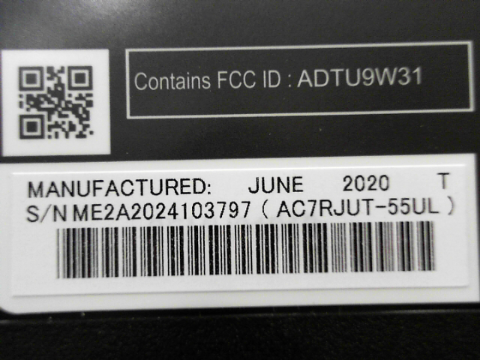 Contains FCC ID : ADTU9W31
MANUFACTURED: JUNE 2020 T
S/N ME2A2024103797 ( AC7RJUT-55UL )